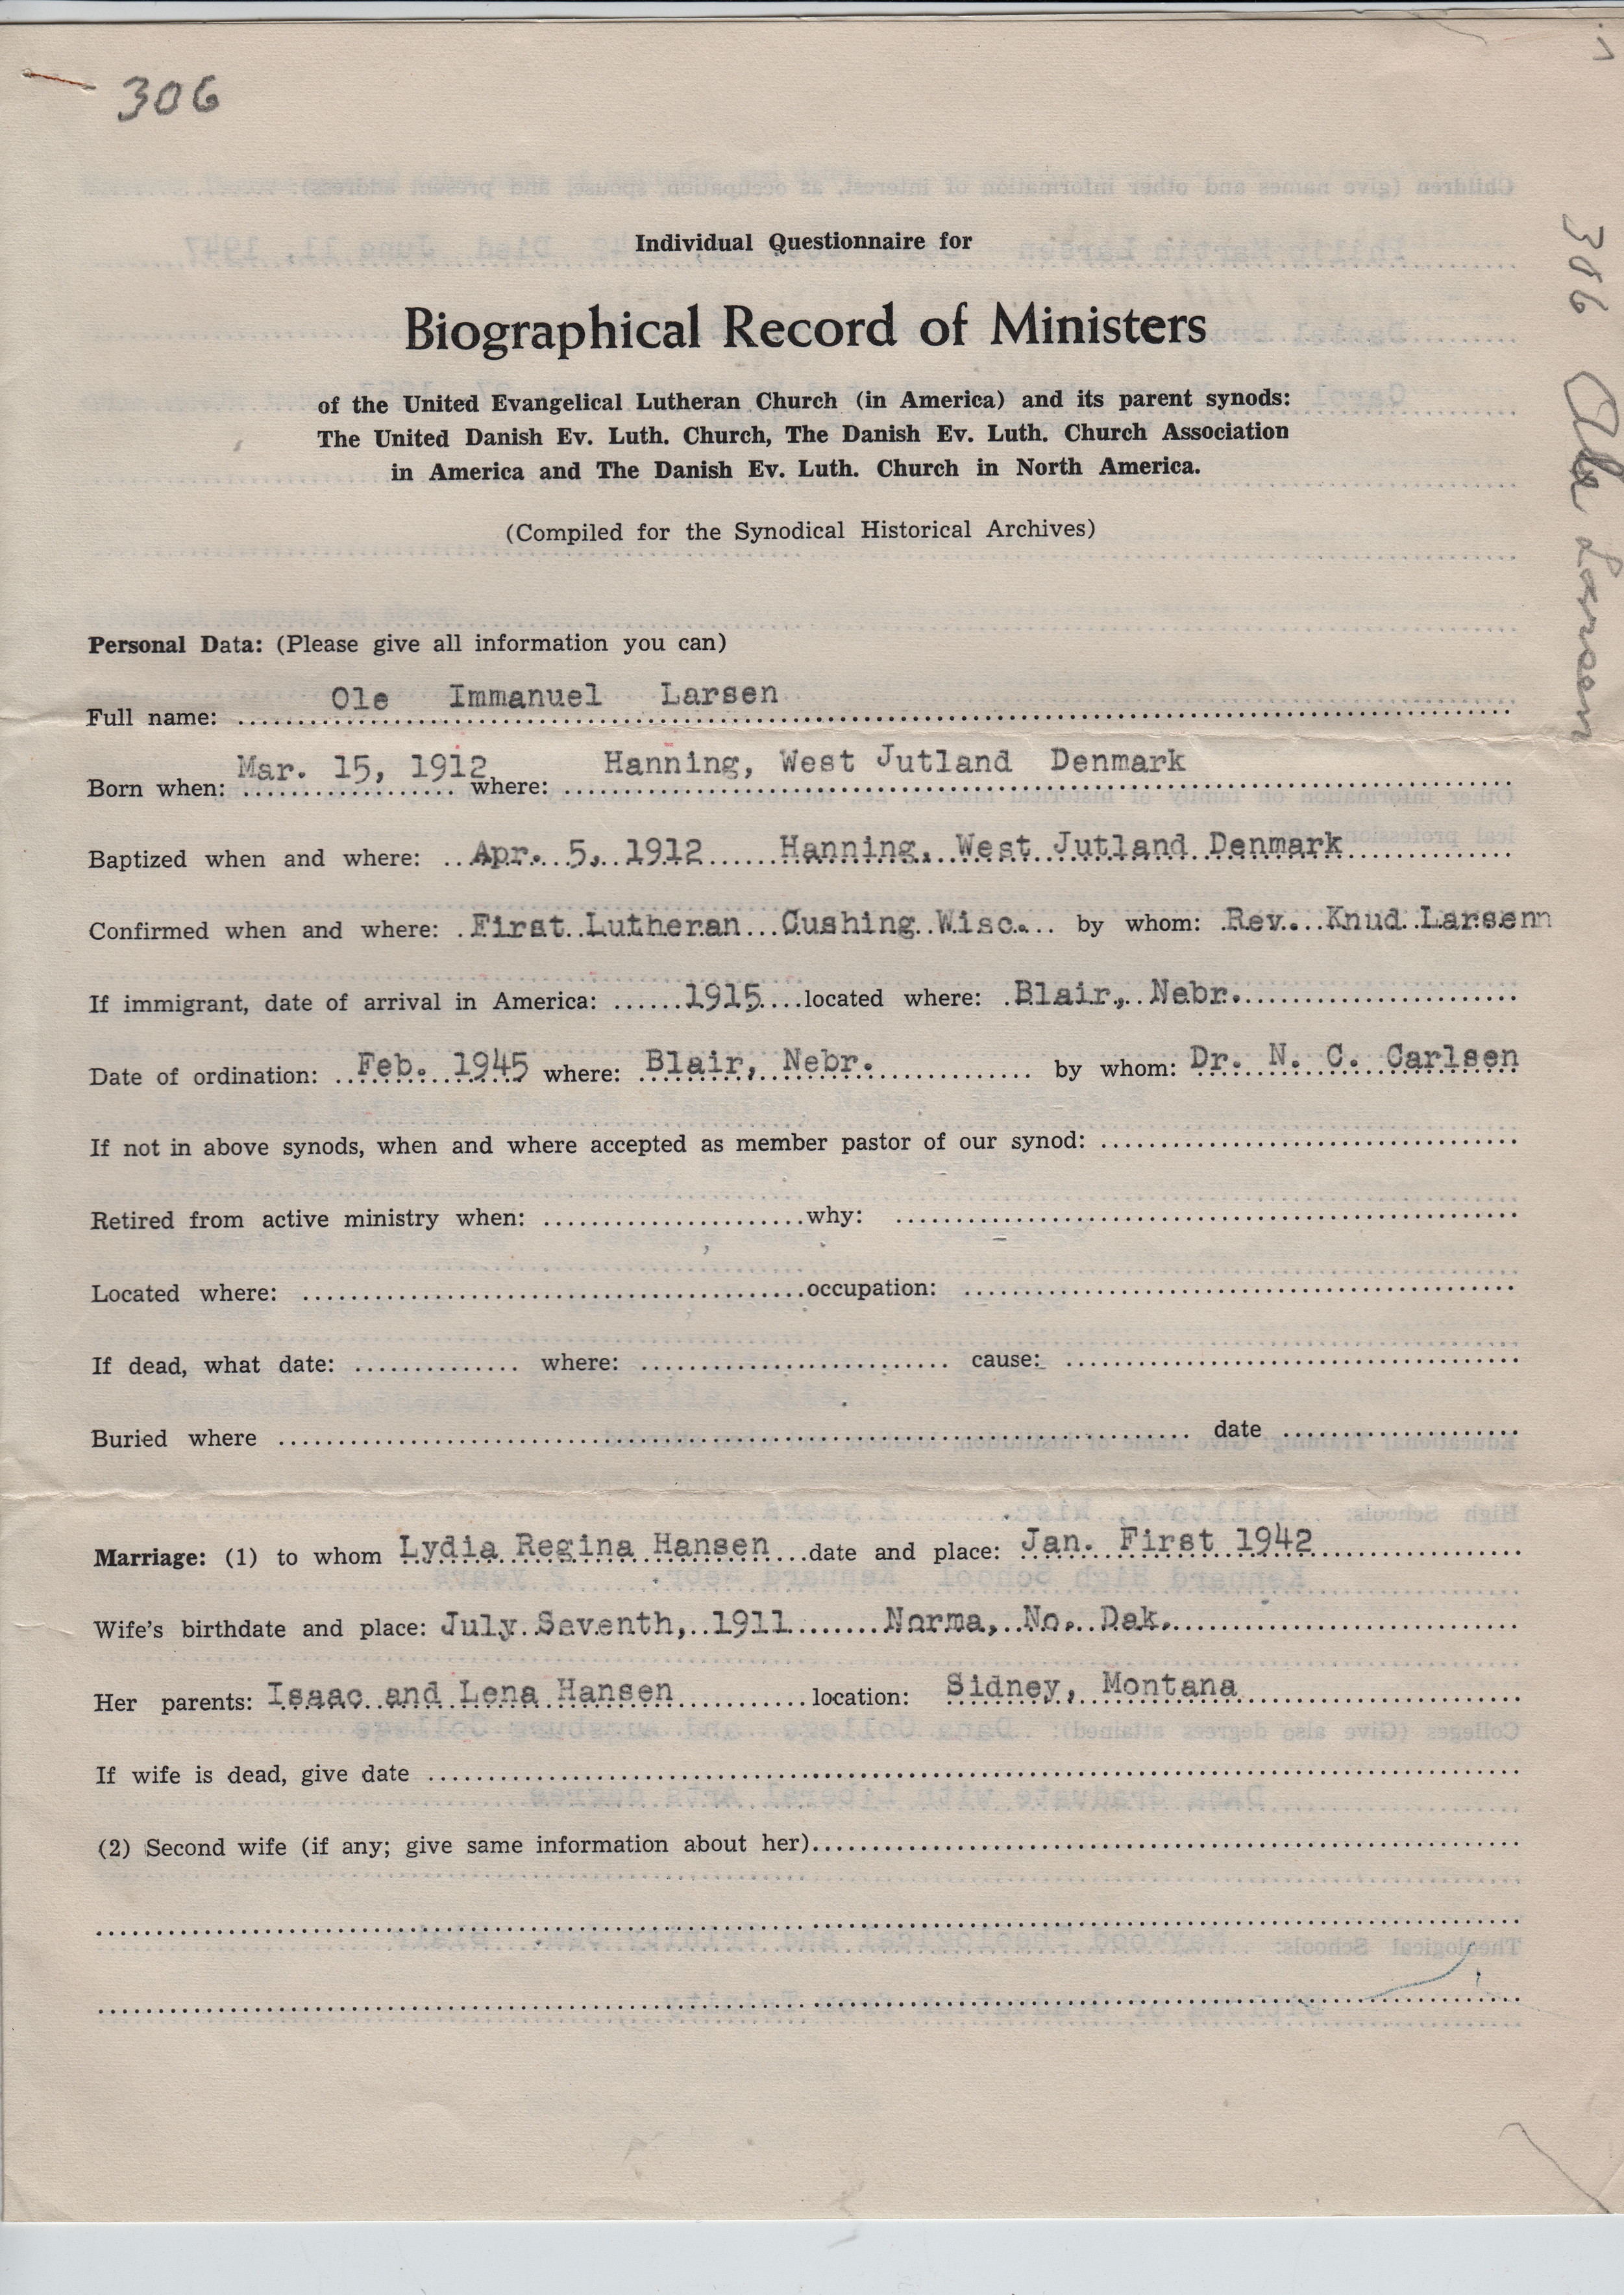 306
306 Ole Larsen
Individual Questionnaire for
Biographical Record of Ministers
of the United Evangelical Lutheran Church (in America) and its parent synods:
The United Danish Ev. Luth. Church, The Danish Ev. Luth. Church Association
in America and The Danish Ev. Luth. Church in North America.
(Compiled for the Synodical Historical Archives)
Personal Data: (Please give all information you can)
Full name: Ole Immanuel Larsen
Born when: Mar. 15, 1912 where: Hanning, West Jutland Denmark
Baptized when and where: Apr. 5, 1912 Hanning, West Jutland Denmark
Confirmed when and where: First Lutheran Cushing Wisc. by whom: Rev. Knud Larsenn
If immigrant, date of arrival in America: 1915 located where: Blair, Nebr.
Date of ordination: Feb. 1945 where: Blair, Nebr. by whom: Dr. N. C. Carlsen
If not in above synods, when and where accepted as member pastor of our synod:
Retired from active ministry when: why:
Located where: occupation:
If dead, what date: where: cause:
Buried where date
Marriage: (1) to whom Lydia Regina Hansen date and place: Jan. First 1942
Wife's birthdate and place: July Seventh, 1911 Norma, No. Dak.
Her parents: Isaac and Lena Hansen location: Sidney, Montana
If wife is dead, give date
(2) Second wife (if any; give same information about her)